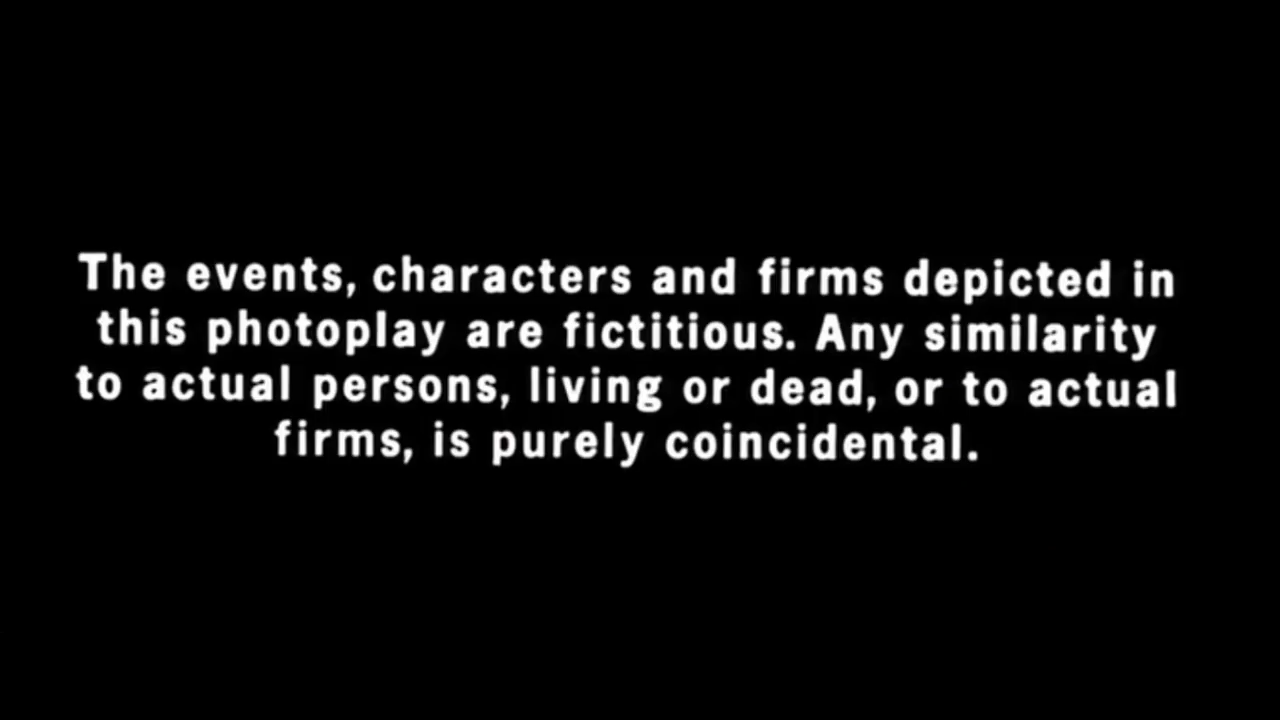 The events, characters and firms depicted in
this photoplay are fictitious. Any similarity
to actual persons, living or dead, or to actual
firms, is purely coincidental.